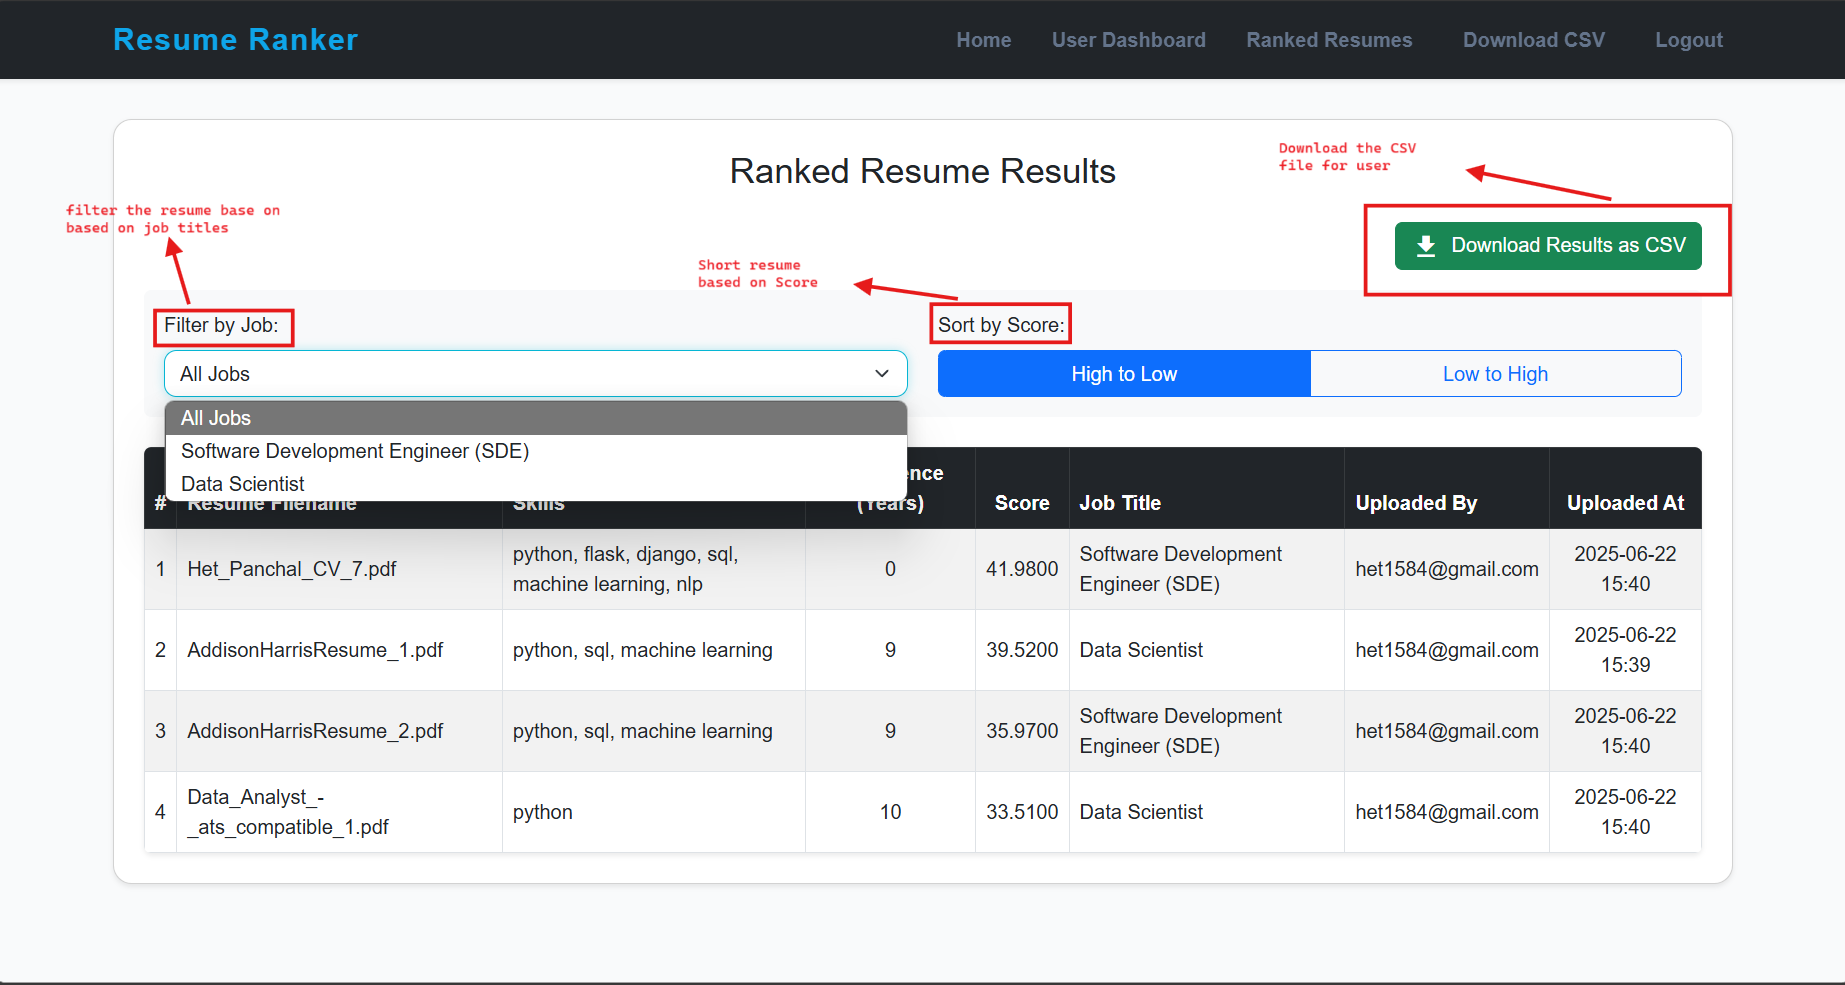 Resume Ranker
Home
User Dashboard
Ranked Resumes
Download CSV
Logout
Ranked Resume Results
Download the CSV
file for user
filter the resume base on
based on job titles
Download Results as CSV
Short resume
based on Score
Filter by Job:
Sort by Score:
All Jobs
High to Low
Low to High
All Jobs
Software Development Engineer (SDE)
Data Scientist
ence
# Resume Filename Skills (Years) Score Job Title Uploaded By Uploaded At
1 Het_Panchal_CV_7.pdf python, flask, django, sql, 0 41.9800 Software Development het1584@gmail.com 2025-06-22
machine learning, nlp Engineer (SDE) 15:40
2 AddisonHarrisResume_1.pdf python, sql, machine learning 9 39.5200 Data Scientist het1584@gmail.com 2025-06-22
15:39
3 AddisonHarrisResume_2.pdf python, sql, machine learning 9 35.9700 Software Development het1584@gmail.com 2025-06-22
Engineer (SDE) 15:40
4 Data_Analyst_- python 10 33.5100 Data Scientist het1584@gmail.com 2025-06-22
_ats_compatible_1.pdf 15:40